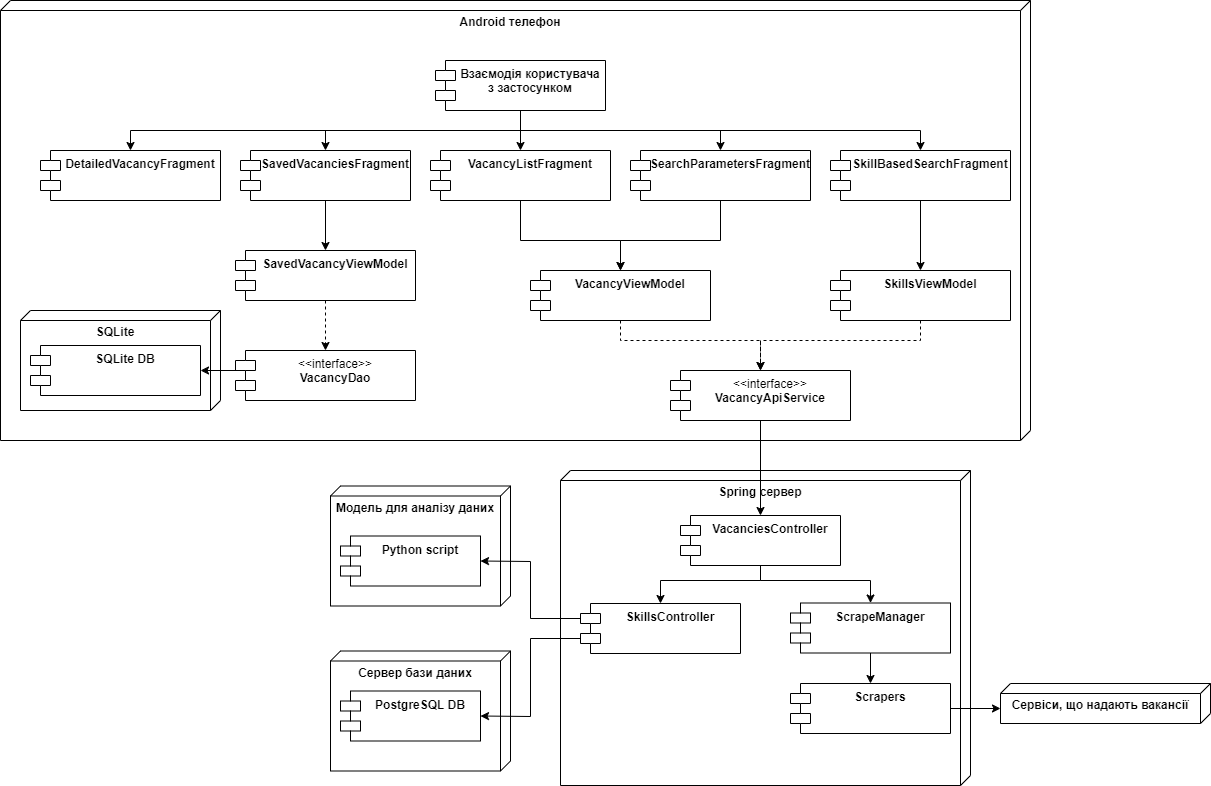 Android телефон
Взаємодія користувача
з застосунком
DetailedVacancyFragment
SavedVacanciesFragment
VacancyListFragment
SearchParametersFragment
SkillBasedSearchFragment
SavedVacancyViewModel
VacancyViewModel
SkillsViewModel
SQLite
SQLite DB
<<interface>>
VacancyDao
<<interface>>
VacancyApiService
Spring сервер
Модель для аналізу даних
VacanciesController
Python script
SkillsController
ScrapeManager
Сервер бази даних
PostgreSQL DB
Scrapers
Сервіси, що надають вакансії